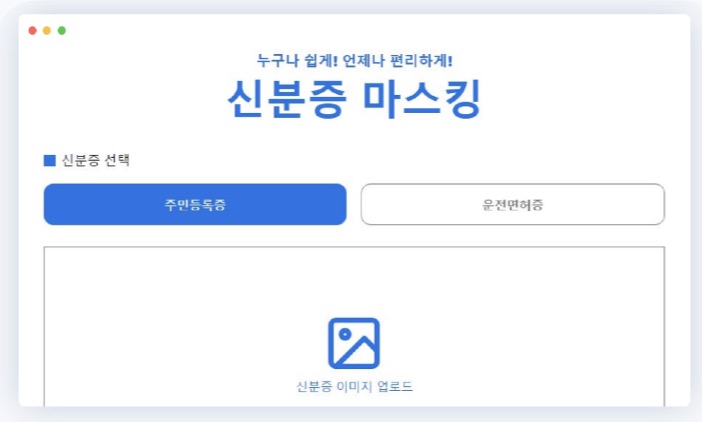 누구나 쉽게! 언제나 편리하게!
신분증 마스킹
신분증 선택
주민등록증
운전면허증
신분증 이미지 업로드